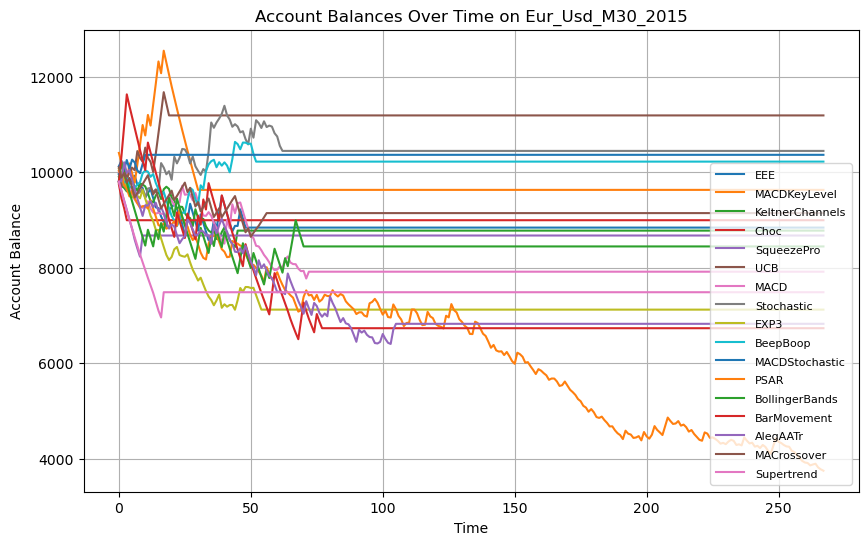 Account Balances Over Time on Eur_Usd_M30_2015
Account Balance
12000
10000
8000
6000
4000
0
50
100
150
200
250
Time
EEE
MACDKeyLevel
KeltnerChannels
Choc
SqueezePro
UCB
MACD
Stochastic
EXP3
BeepBoop
MACDStochastic
PSAR
BollingerBands
BarMovement
AlegAATr
MACrossover
Supertrend